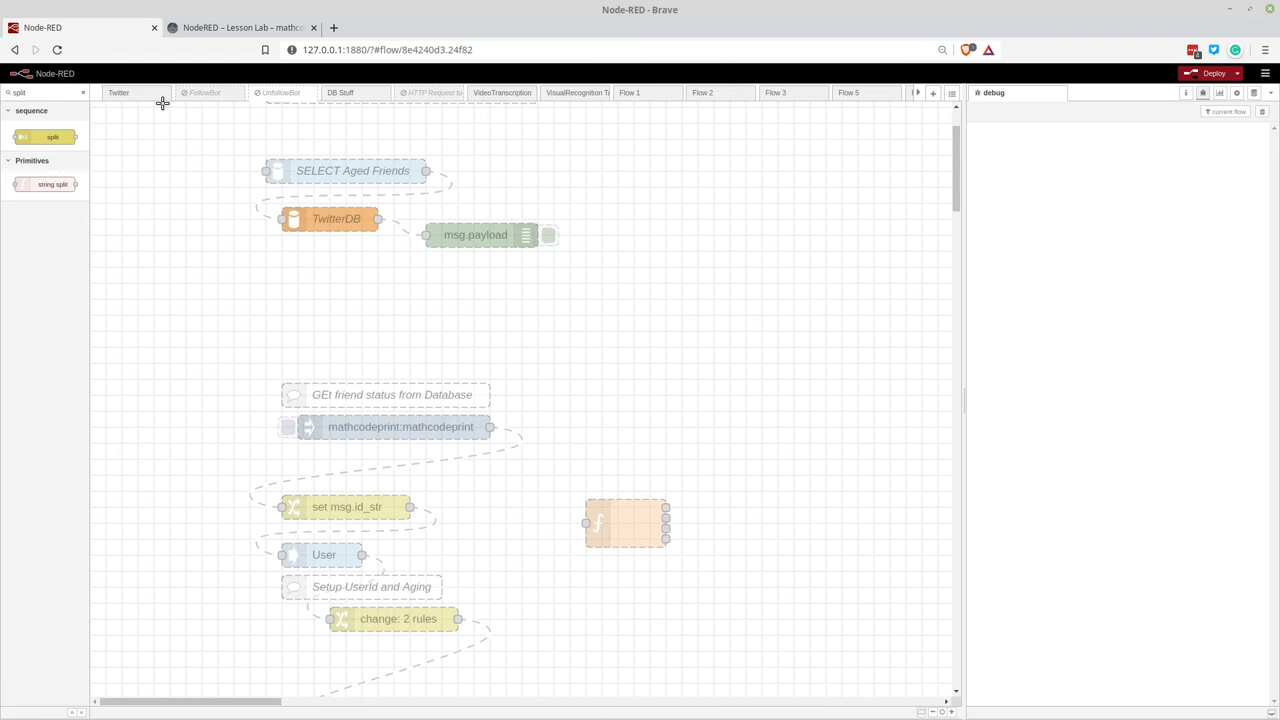 Node-RED - Brave
Node-RED
NodeRED – Lesson Lab – mathco
127.0.0.1:1880/?#flow/8e4240d3.24f82
Node-RED
Deploy
split
Twitter
FollowBot
UnfollowBot
DB Stuff
HTTP Request to
VideoTranscription
VisualRecognition Ta
Flow 1
Flow 2
Flow 3
Flow 5
debug
sequence
current flow
split
Primitives
SELECT Aged Friends
string split
TwitterDB
msg.payload
GEt friend status from Database
mathcodeprint:mathcodeprint
set msg.id_str
User
Setup UserId and Aging
change: 2 rules